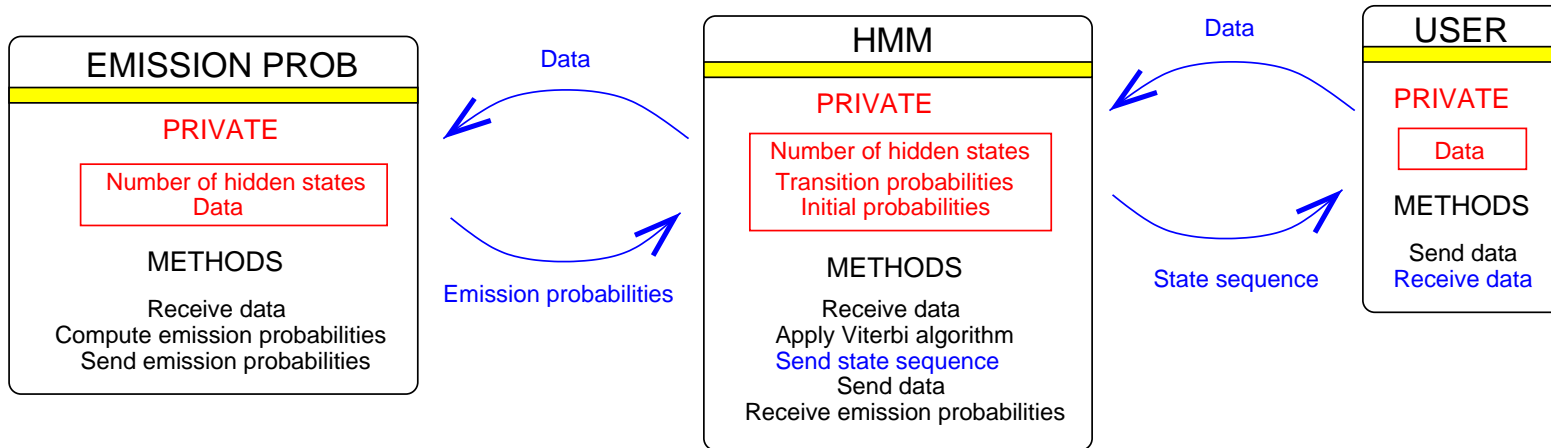 EMISSION PROB
PRIVATE
Number of hidden states
Data
METHODS
Receive data
Compute emission probabilities
Send emission probabilities
Data
Emission probabilities
HMM
PRIVATE
Number of hidden states
Transition probabilities
Initial probabilities
METHODS
Receive data
Apply Viterbi algorithm
Send state sequence
Send data
Receive emission probabilities
Data
State sequence
USER
PRIVATE
Data
METHODS
Send data
Receive data